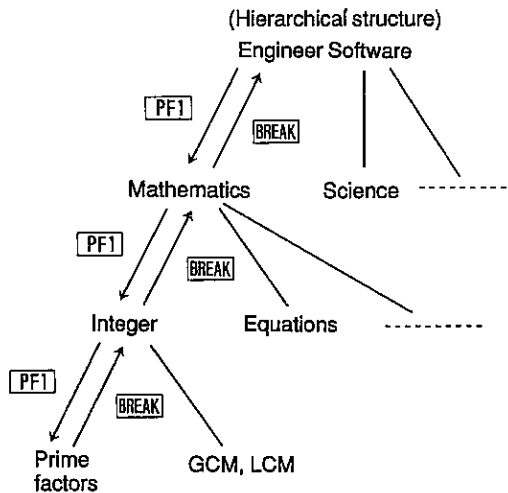 (Hierarchical structure)
Engineer Software
PF1
BREAK
Mathematics
Science
PF1
BREAK
Integer
Equations
PF1
BREAK
Prime
factors
GCM, LCM